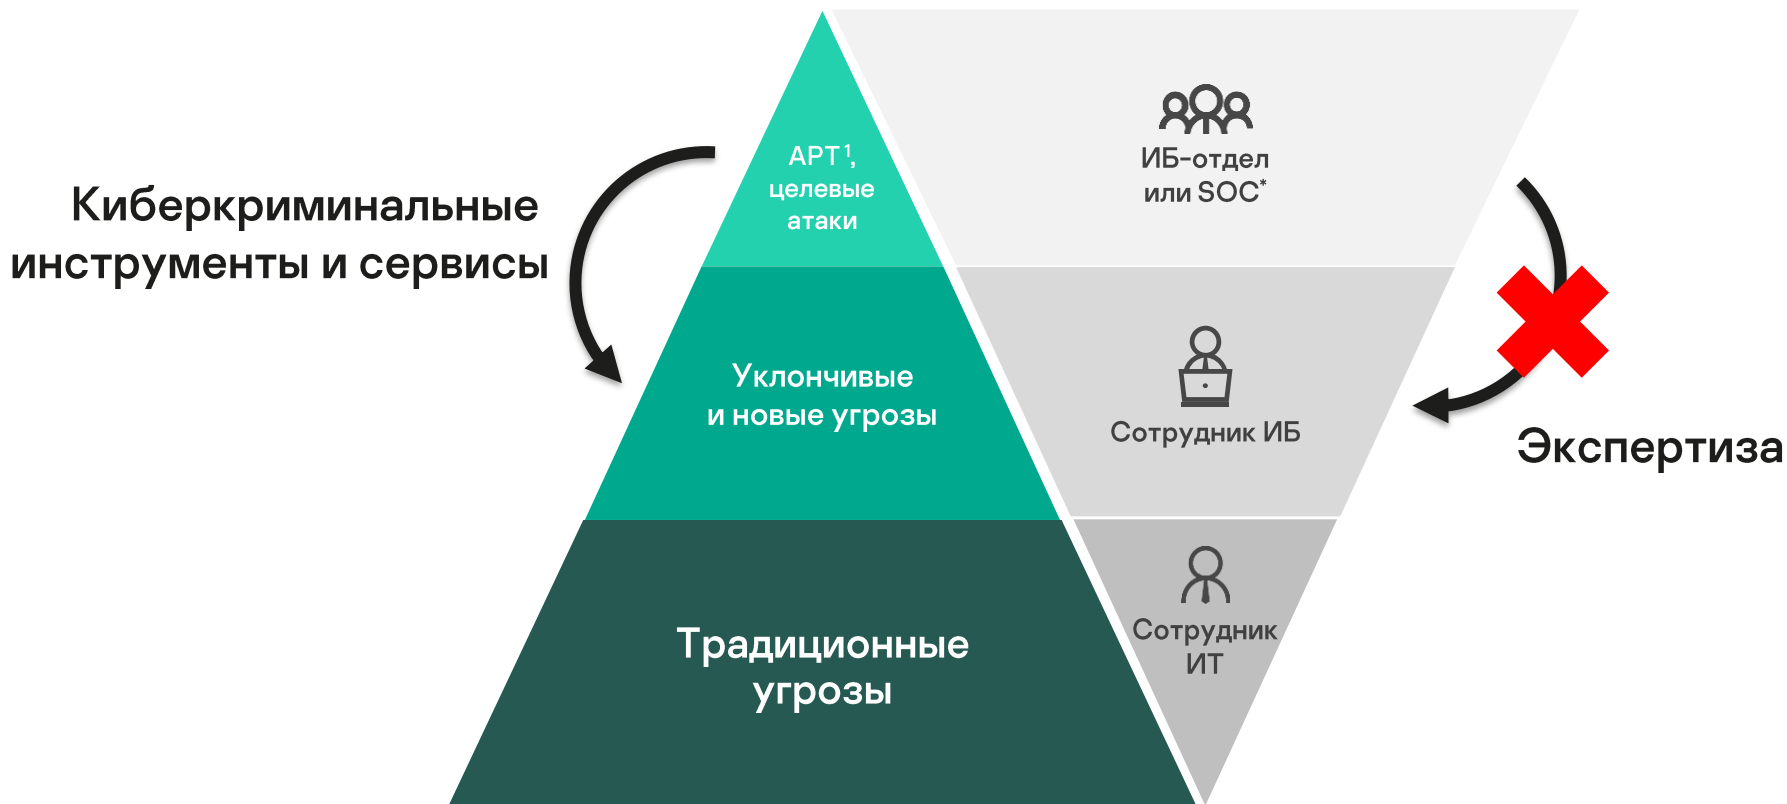 Киберкриминальные
инструменты и сервисы
APT¹,
целевые
атаки
Уклончивые
и новые угрозы
Традиционные
угрозы
ИБ-отдел
или SOC*
Сотрудник ИБ
Сотрудник
ИТ
Экспертиза